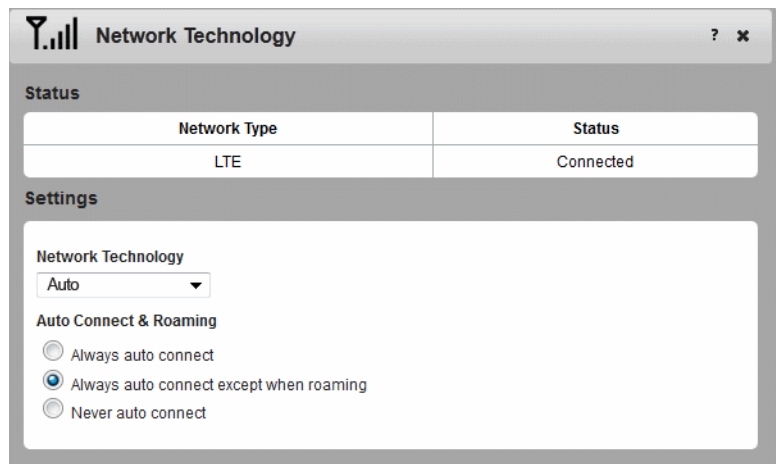 Network Technology ? ✖
Status
Network Type Status
LTE Connected
Settings
Network Technology
Auto
Auto Connect & Roaming
Always auto connect
Always auto connect except when roaming
Never auto connect